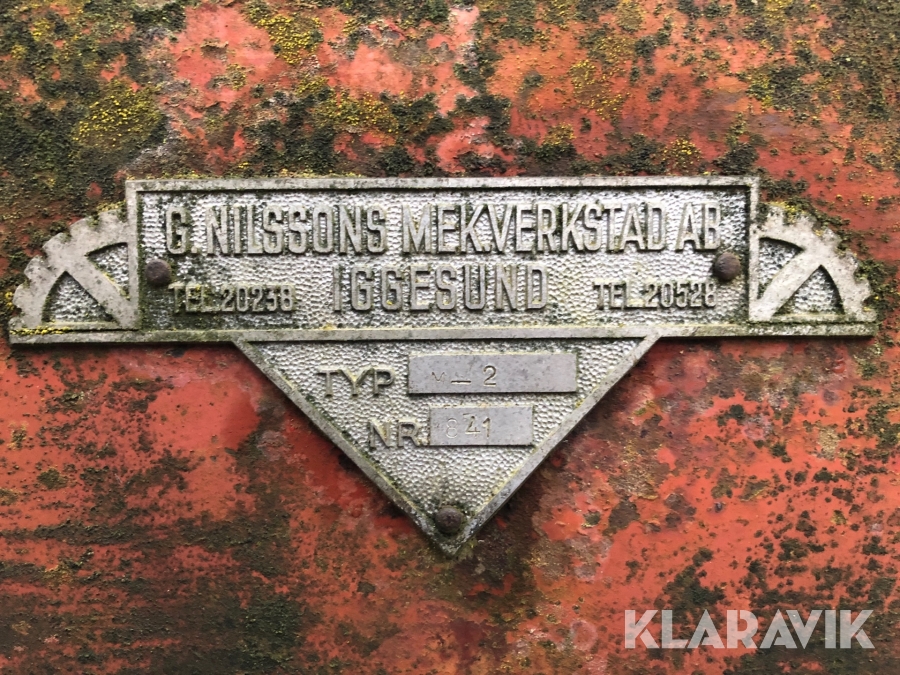 G. NILSSONS MEK.VERKSTAD AB
TEL. 20238 IGGESUND TEL. 20528
TYP V–2
NR. 841
KLARAVIK